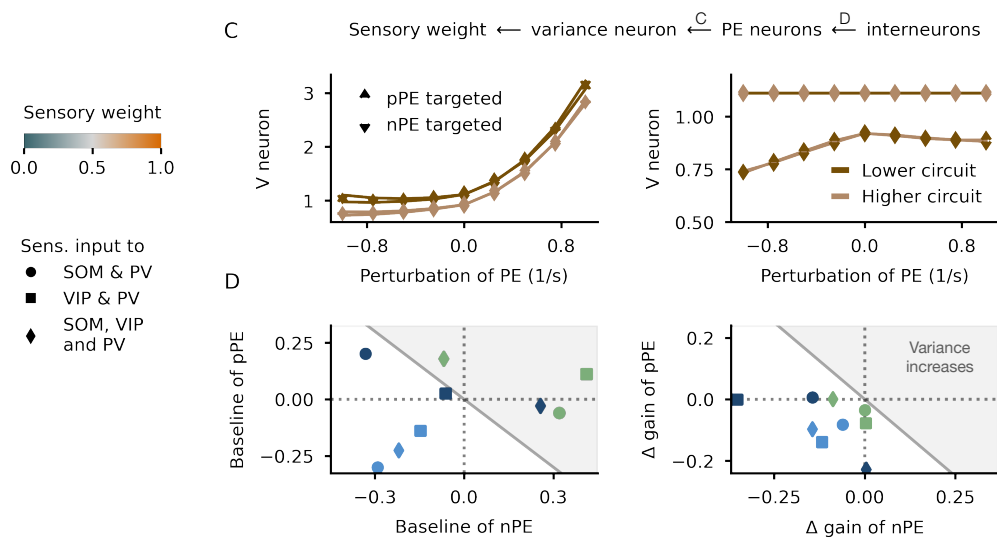 C
Sensory weight ← variance neuron ← C PE neurons ← D interneurons
Sensory weight
0.0 0.5 1.0
Sens. input to
SOM & PV
VIP & PV
SOM, VIP
and PV
V neuron
3
2
1
pPE targeted
nPE targeted
−0.8 0.0 0.8
Perturbation of PE (1/s)
V neuron
1.00
0.75
0.50
Lower circuit
Higher circuit
−0.8 0.0 0.8
Perturbation of PE (1/s)
D
Baseline of pPE
0.25
0.00
−0.25
−0.3 0.0 0.3
Baseline of nPE
Δ gain of pPE
0.2
0.0
−0.2
Variance
increases
−0.25 0.00 0.25
Δ gain of nPE